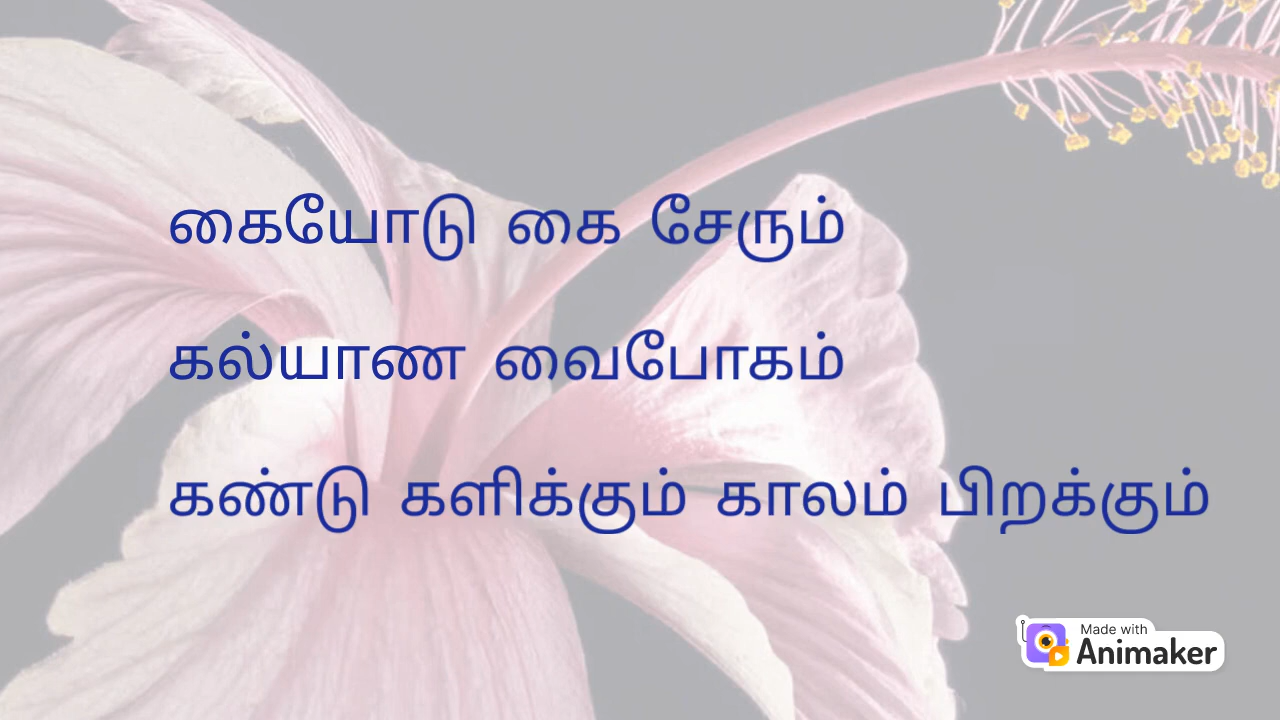 கையோடு கை சேரும்
கல்யாண வைபோகம்
கண்டு களிக்கும் காலம் பிறக்கும்
Made with
Animaker